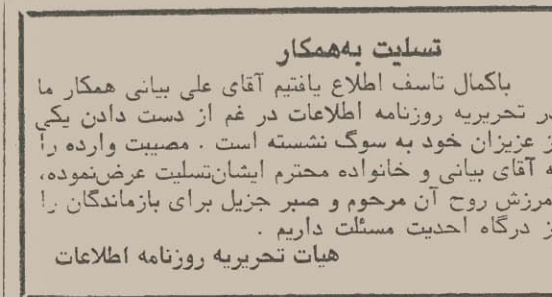 تسلیت به‌همکار
باکمال تاسف اطلاع یافتیم آقای علی بیانی همکار ما
در تحریریه روزنامه اطلاعات در غم از دست دادن یکی
از عزیزان خود به سوگ نشسته است . مصیبت وارده را
به آقای بیانی و خانواده محترم ایشان‌تسلیت عرض‌نموده،
آمرزش روح آن مرحوم و صبر جزیل برای بازماندگان را
از درگاه احدیت مسئلت داریم .
هیات تحریریه روزنامه اطلاعات